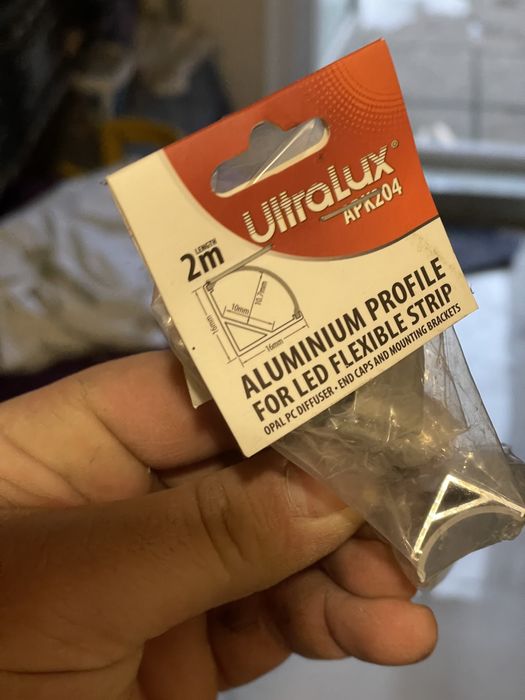 UltraLux®
APK204
LENGTH
2m
10mm
10.7mm
16mm
16mm
ALUMINIUM PROFILE
FOR LED FLEXIBLE STRIP
OPAL PC DIFFUSER • END CAPS AND MOUNTING BRACKETS